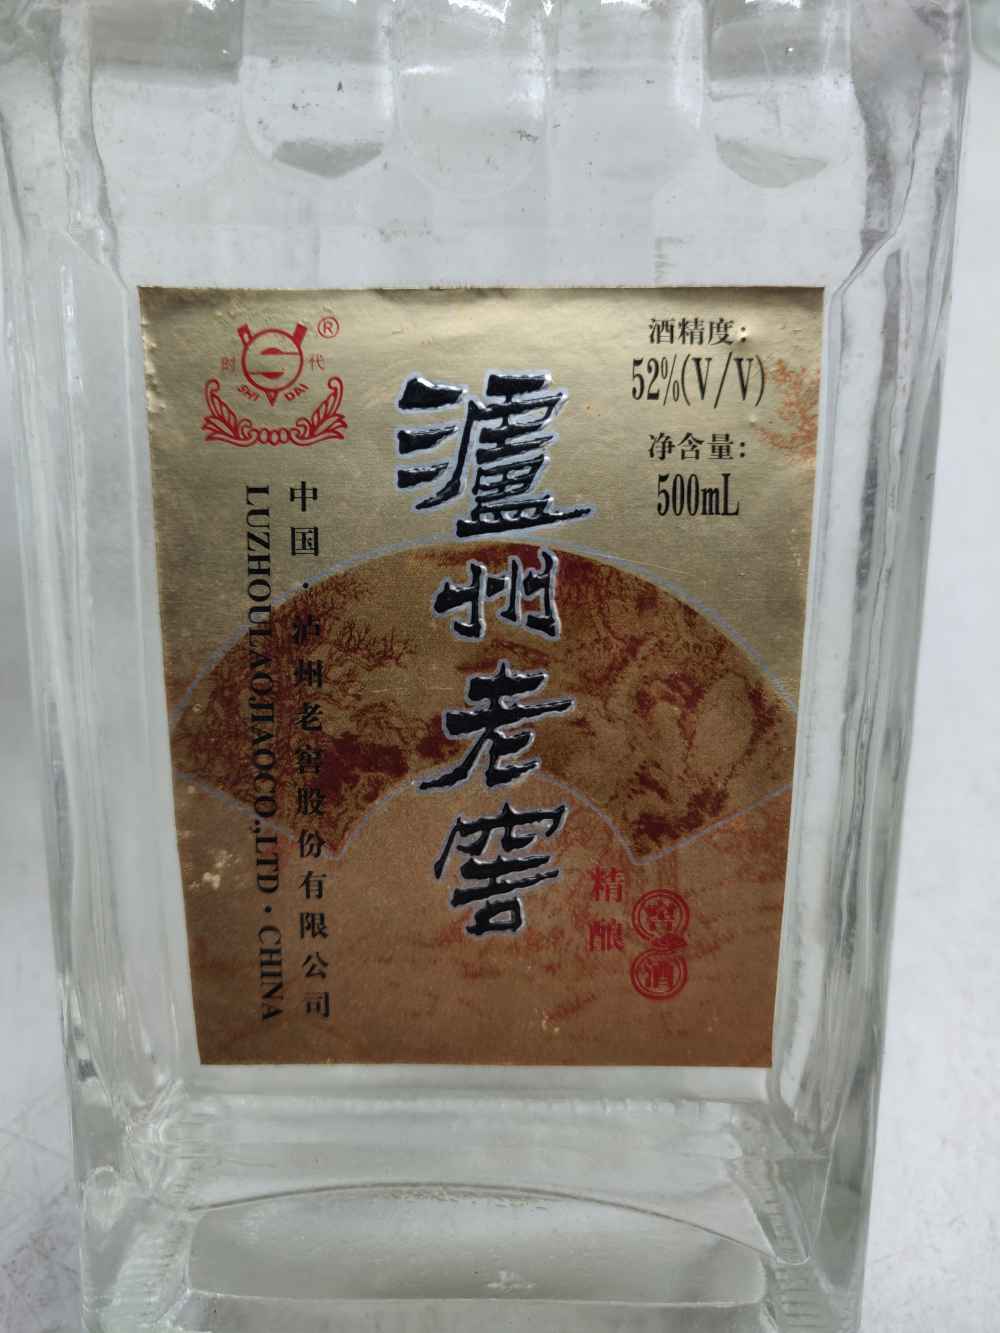 时代
®
SHI DAI
酒精度：
52%(V/V)
净含量：
500mL
瀘州老窖
中国·泸州老窖股份有限公司
LUZHOULAOJIAOCO.,LTD·CHINA
精酿
窖酒